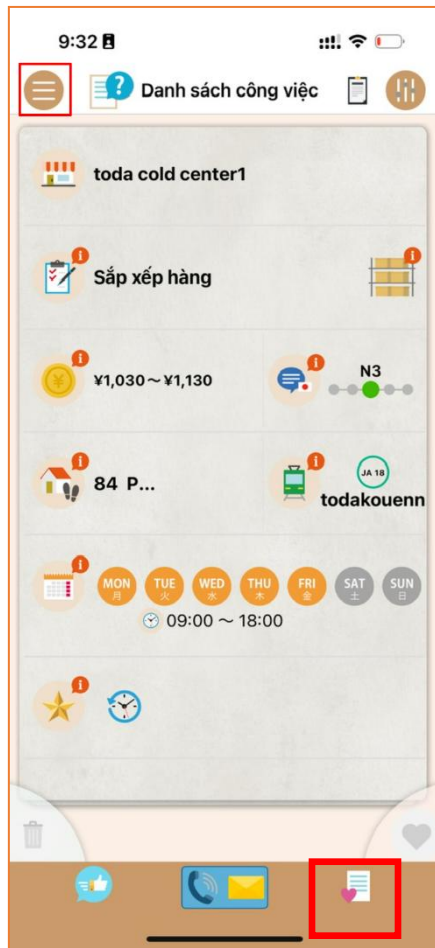 9:32
Danh sách công việc
toda cold center1
Sắp xếp hàng
¥1,030～¥1,130
N3
84 P...
JA 18
todakouenn
MON TUE WED THU FRI SAT SUN
月 火 水 木 金 土 日
09:00 ～ 18:00